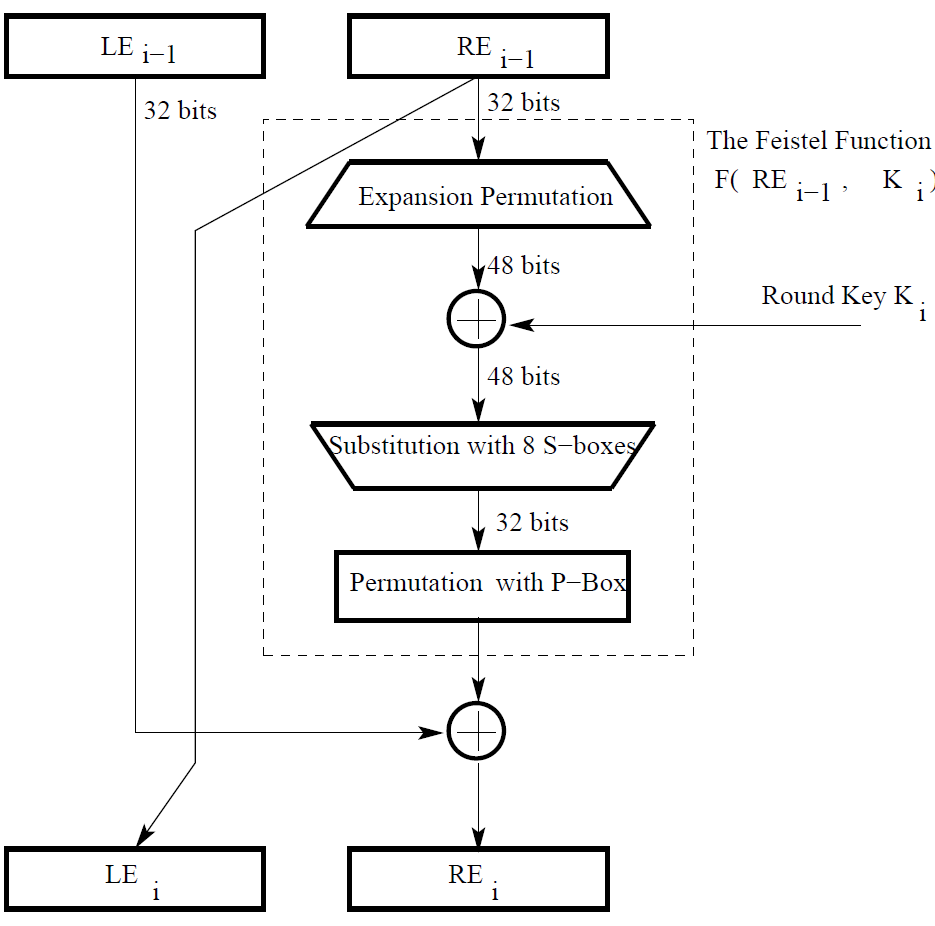 LE i−1
RE i−1
32 bits
32 bits
The Feistel Function
F( RE i−1 , K i )
Expansion Permutation
48 bits
Round Key K i
48 bits
Substitution with 8 S−boxes
32 bits
Permutation with P−Box
LE i
RE i